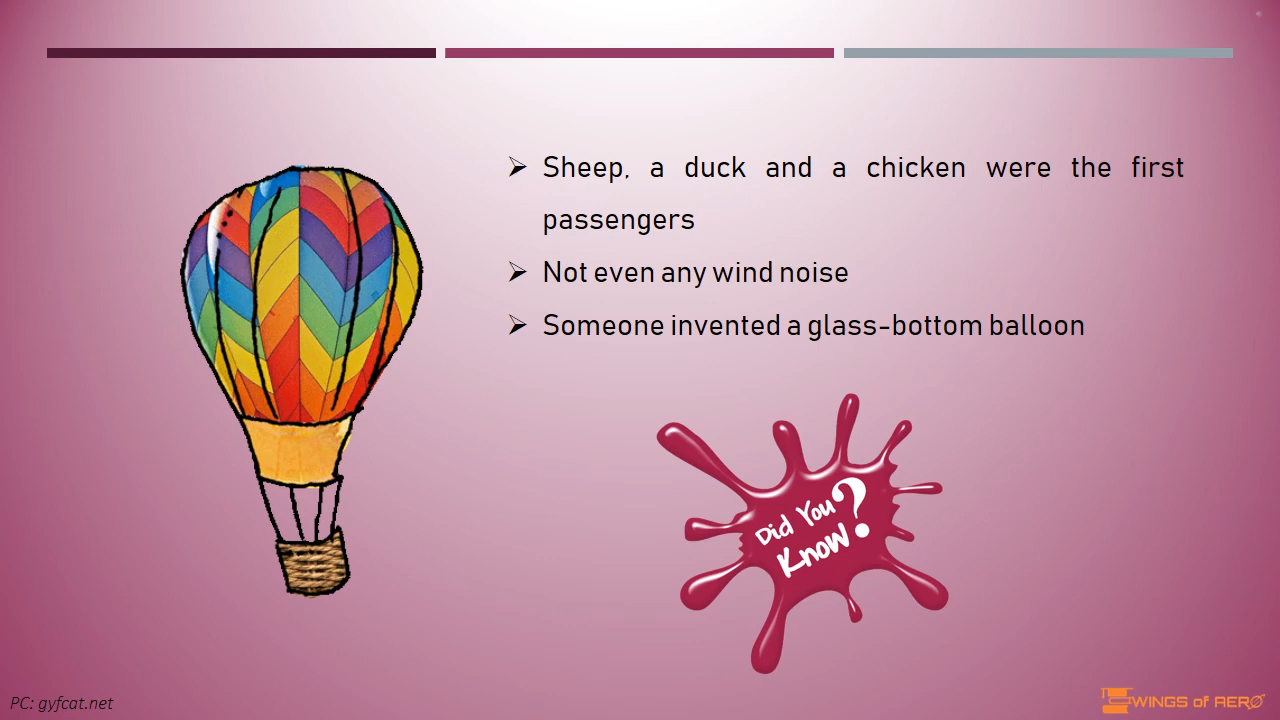 Sheep, a duck and a chicken were the first
passengers
Not even any wind noise
Someone invented a glass-bottom balloon
Did You
Know?
PC: gyfcat.net
WINGS of AERO